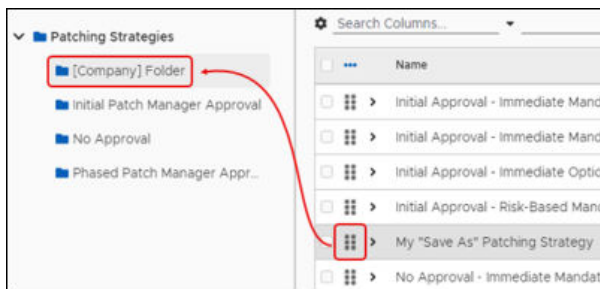 Patching Strategies
[Company] Folder
Initial Patch Manager Approval
No Approval
Phased Patch Manager Appr...
Search Columns...
Name
Initial Approval - Immediate Mand
Initial Approval - Immediate Mand
Initial Approval - Immediate Optio
Initial Approval - Risk-Based Mand
My "Save As" Patching Strategy
No Approval - Immediate Mandat